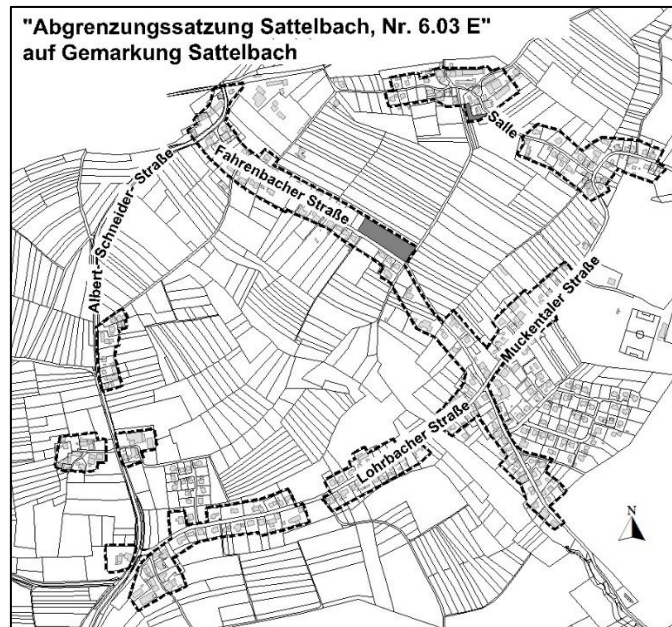 "Abgrenzungssatzung Sattelbach, Nr. 6.03 E"
auf Gemarkung Sattelbach
Salle
Fahrenbacher Straße
Albert-Schneider-Straße
Muckentaler Straße
Lohrbacher Straße
N